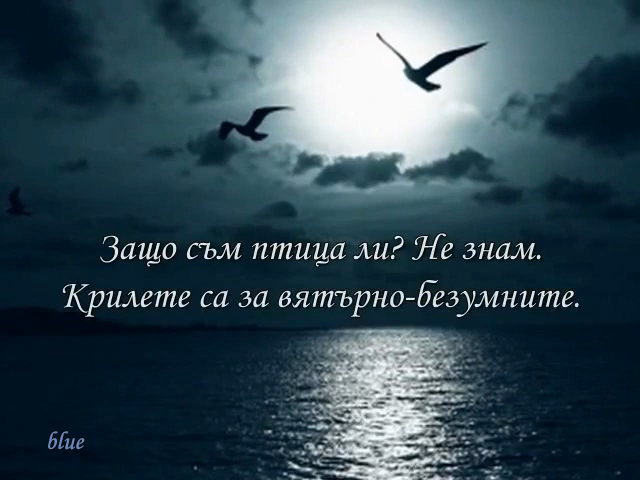 Защо съм птица ли? Не знам.
Крилете са за вятърно-безумните.
blue